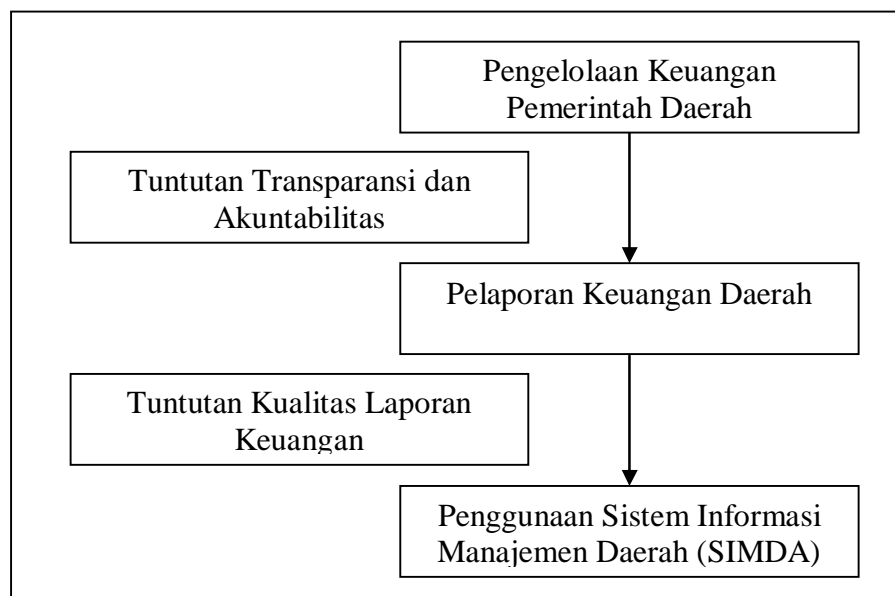 Pengelolaan Keuangan
Pemerintah Daerah
Tuntutan Transparansi dan
Akuntabilitas
Pelaporan Keuangan Daerah
Tuntutan Kualitas Laporan
Keuangan
Penggunaan Sistem Informasi
Manajemen Daerah (SIMDA)